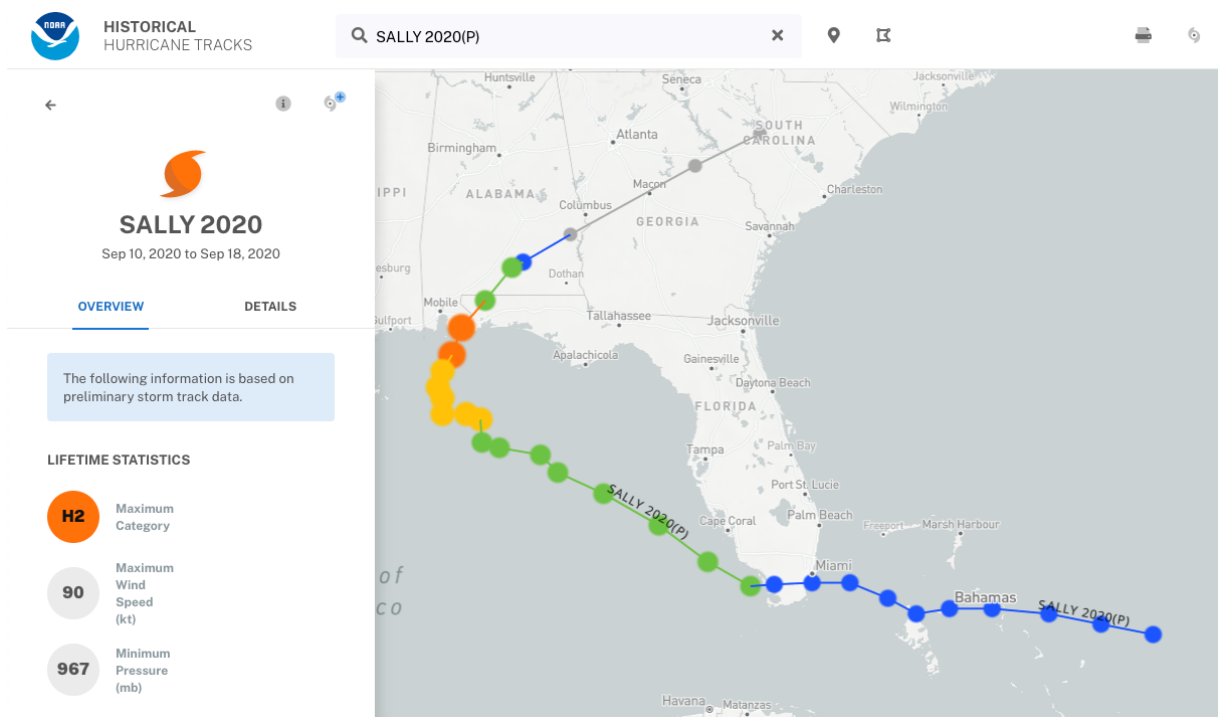 NOAA
HISTORICAL
HURRICANE TRACKS
SALLY 2020(P)
SALLY 2020
Sep 10, 2020 to Sep 18, 2020
OVERVIEW
DETAILS
The following information is based on
preliminary storm track data.
LIFETIME STATISTICS
H2
Maximum
Category
90
Maximum
Wind
Speed
(kt)
967
Minimum
Pressure
(mb)
Huntsville
Seneca
Jacksonville
Wilmington
Atlanta
SOUTH
CAROLINA
Birmingham
IPPI
ALABAMA
Macon
Columbus
Charleston
GEORGIA
Savannah
esburg
Dothan
Mobile
ulfport
Tallahassee
Jacksonville
Apalachicola
Gainesville
Daytona Beach
FLORIDA
Tampa
Palm Bay
Port St. Lucie
SALLY 2020(P)
Cape Coral
Palm Beach
Freeport
Marsh Harbour
of
co
Miami
Bahamas
SALLY 2020(P)
Havana
Matanzas